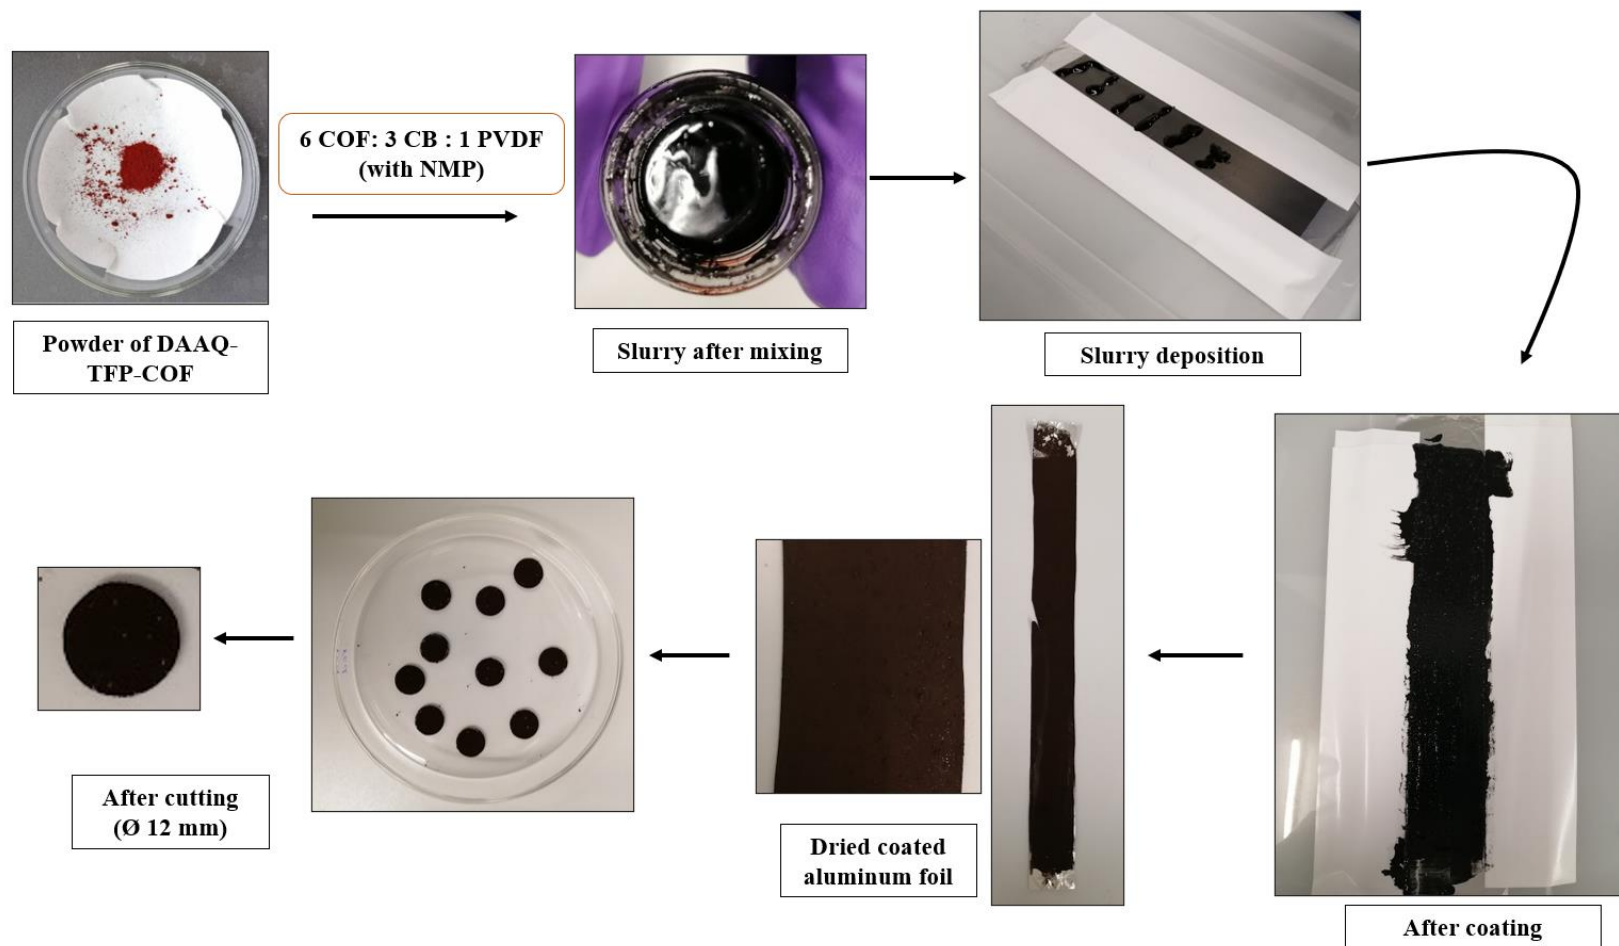 6 COF: 3 CB : 1 PVDF
(with NMP)
Powder of DAAQ-
TFP-COF
Slurry after mixing
Slurry deposition
After cutting
(Ø 12 mm)
Dried coated
aluminum foil
After coating